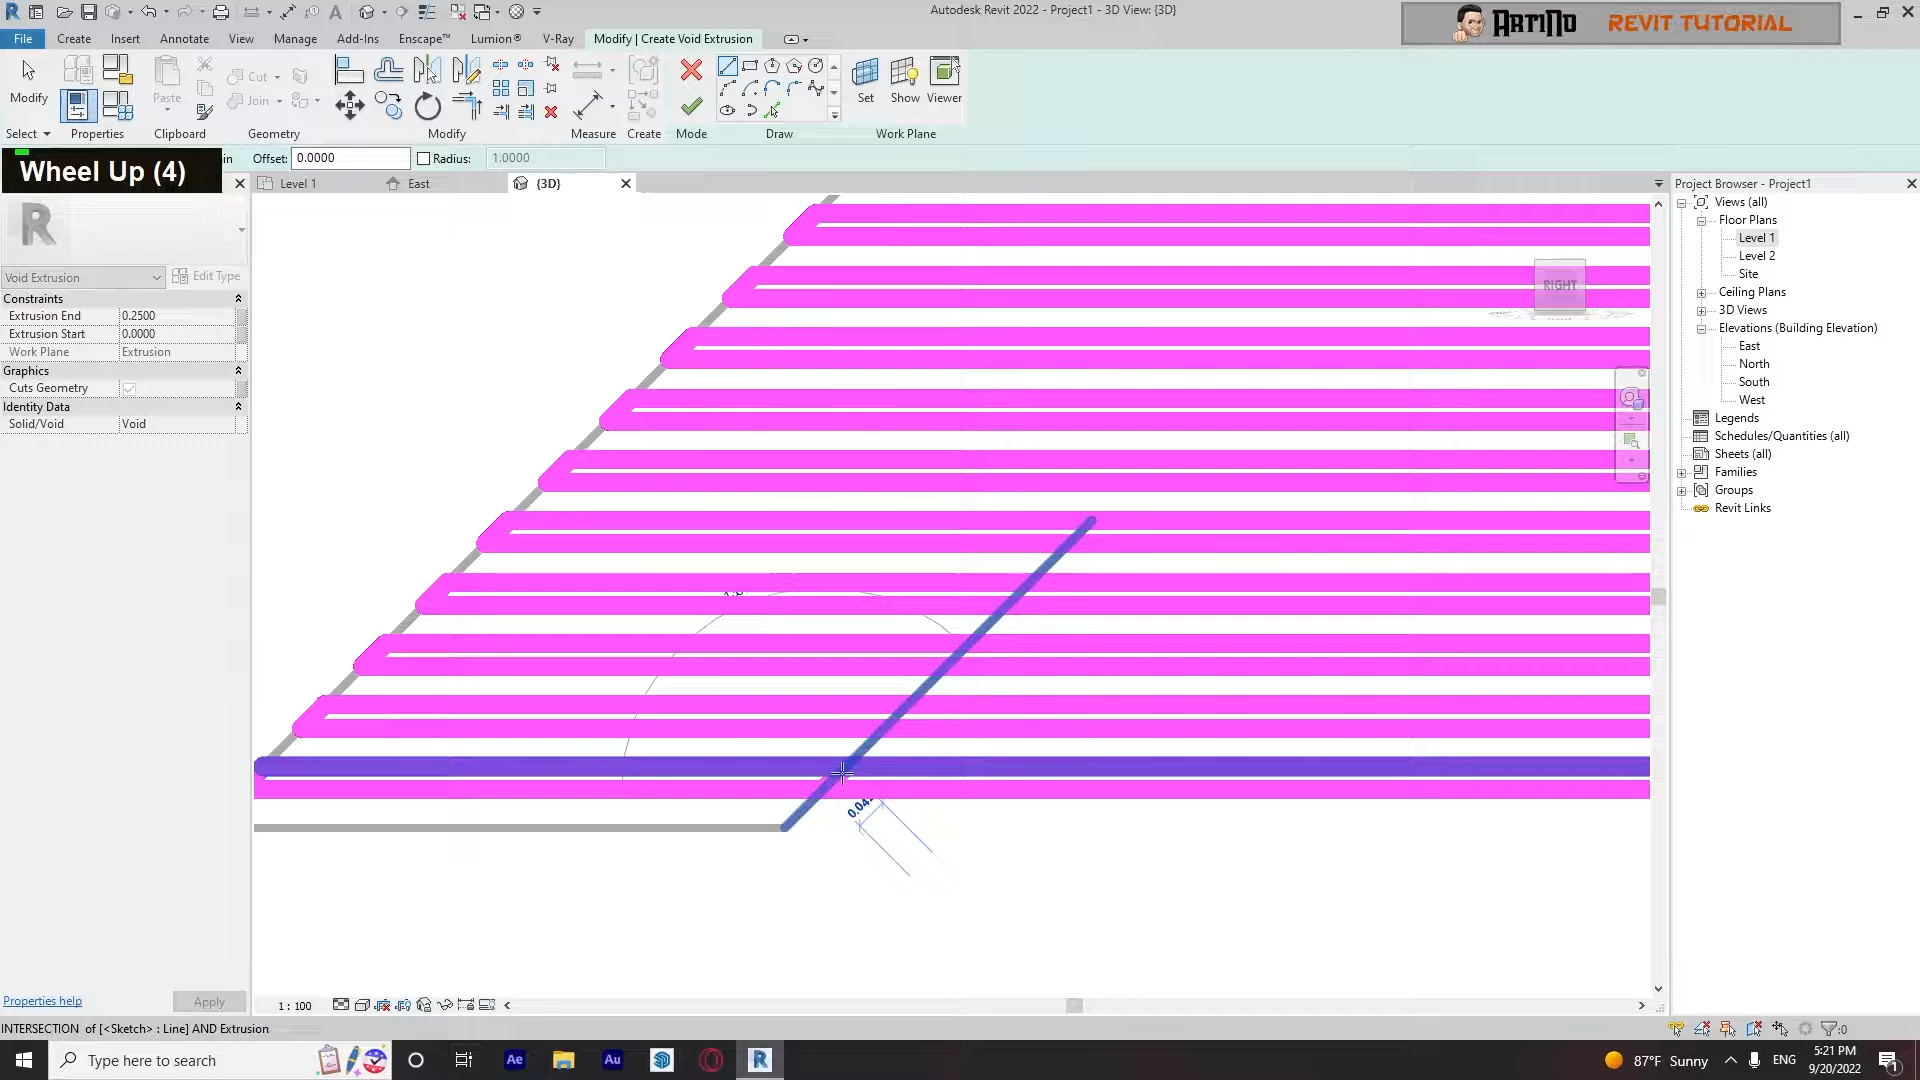 Autodesk Revit 2022 - Project1 - 3D View: {3D}
ARTINO REVIT TUTORIAL
File Create Insert Annotate View Manage Add-Ins Enscape™ Lumion® V-Ray Modify | Create Void Extrusion
Modify Paste Cut Join Set Show Viewer
Select Properties Clipboard Geometry Modify Measure Create Mode Draw Work Plane
Wheel Up (4)
in Offset: 0.0000 Radius: 1.0000
Level 1 East {3D}
Project Browser - Project1
Void Extrusion Edit Type
Constraints
Extrusion End 0.2500
Extrusion Start 0.0000
Work Plane Extrusion
Graphics
Cuts Geometry
Identity Data
Solid/Void Void
RIGHT
Views (all)
Floor Plans
Level 1
Level 2
Site
Ceiling Plans
3D Views
Elevations (Building Elevation)
East
North
South
West
Legends
Schedules/Quantities (all)
Sheets (all)
Families
Groups
Revit Links
Properties help Apply
1 : 100
INTERSECTION of [<Sketch> : Line] AND Extrusion
:0
Type here to search
Ae Au R
87°F Sunny
ENG
5:21 PM
9/20/2022
1